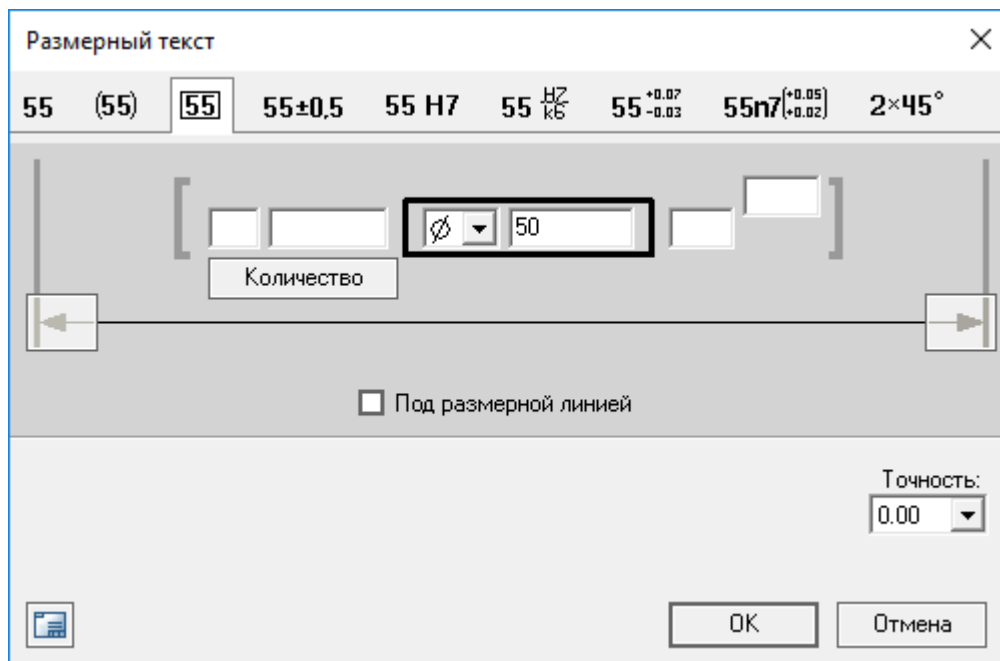 Размерный текст
55 (55) 55 55±0,5 55 H7 55 H7/k6 55 +0.07 -0.03 55n7(+0.05 +0.02) 2×45°
[ Ø 50 ]
Количество
Под размерной линией
Точность:
0.00
OK Отмена